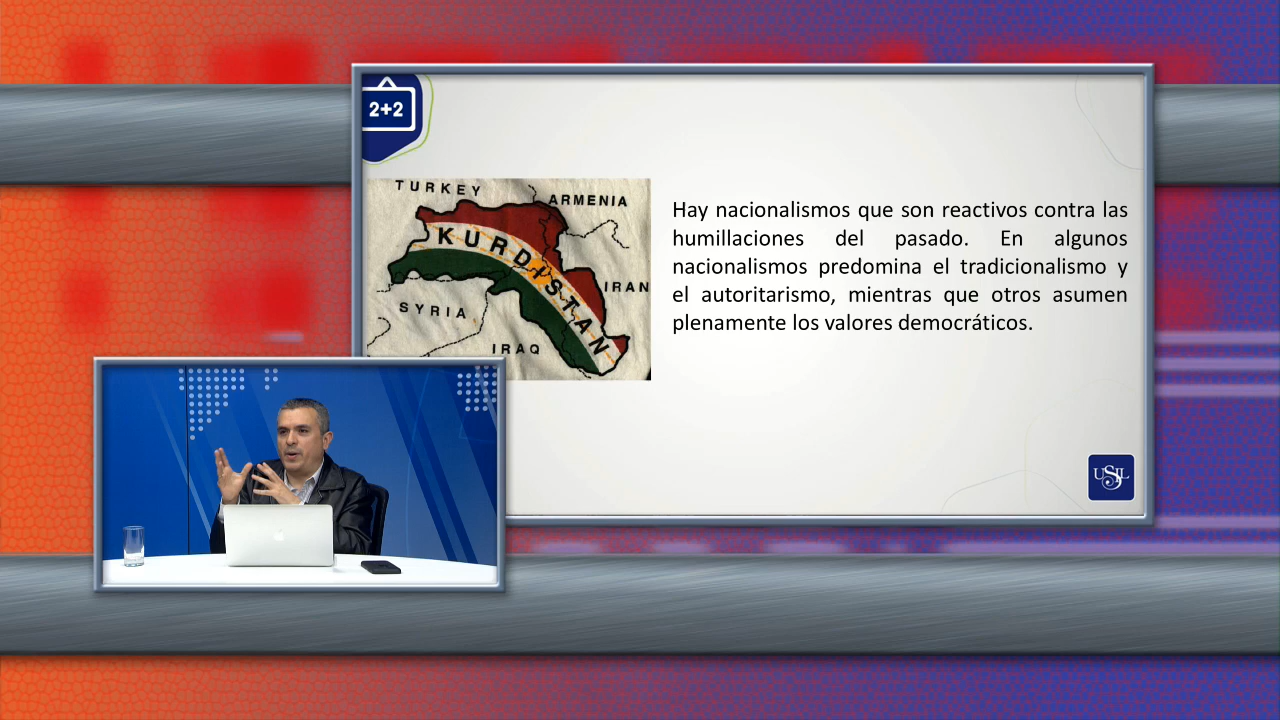 2+2
TURKEY
ARMENIA
KURDISTAN
IRAN
SYRIA
IRAQ
Hay nacionalismos que son reactivos contra las
humillaciones del pasado. En algunos
nacionalismos predomina el tradicionalismo y
el autoritarismo, mientras que otros asumen
plenamente los valores democráticos.
USIL